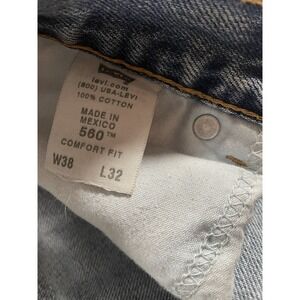 levi.com
(800) USA-LEVI
100% COTTON
MADE IN
MEXICO
560™
COMFORT FIT
W38 L32